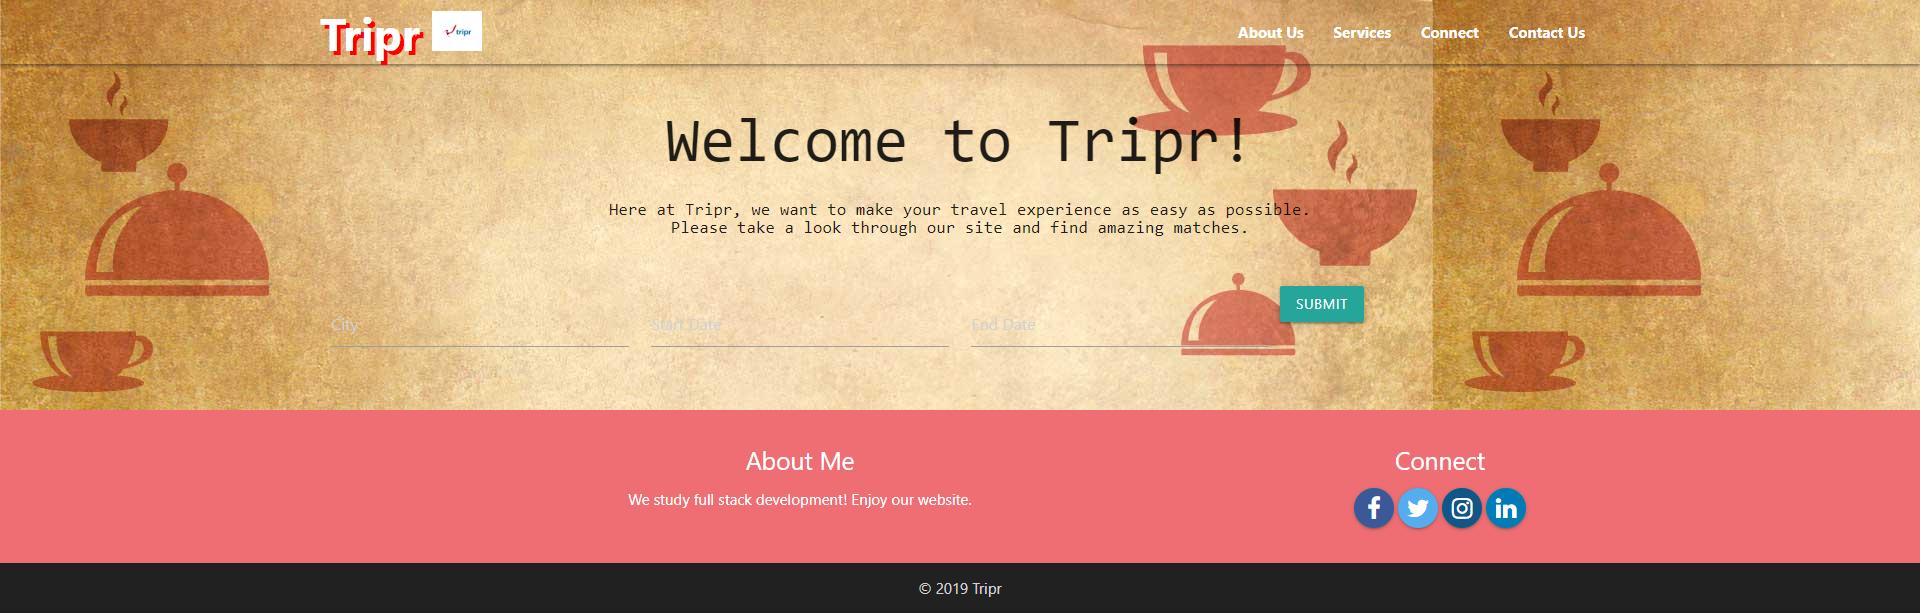 Tripr
tripr
About Us
Services
Connect
Contact Us
Welcome to Tripr!
Here at Tripr, we want to make your travel experience as easy as possible.
Please take a look through our site and find amazing matches.
City
Start Date
End Date
SUBMIT
About Me
We study full stack development! Enjoy our website.
Connect
© 2019 Tripr